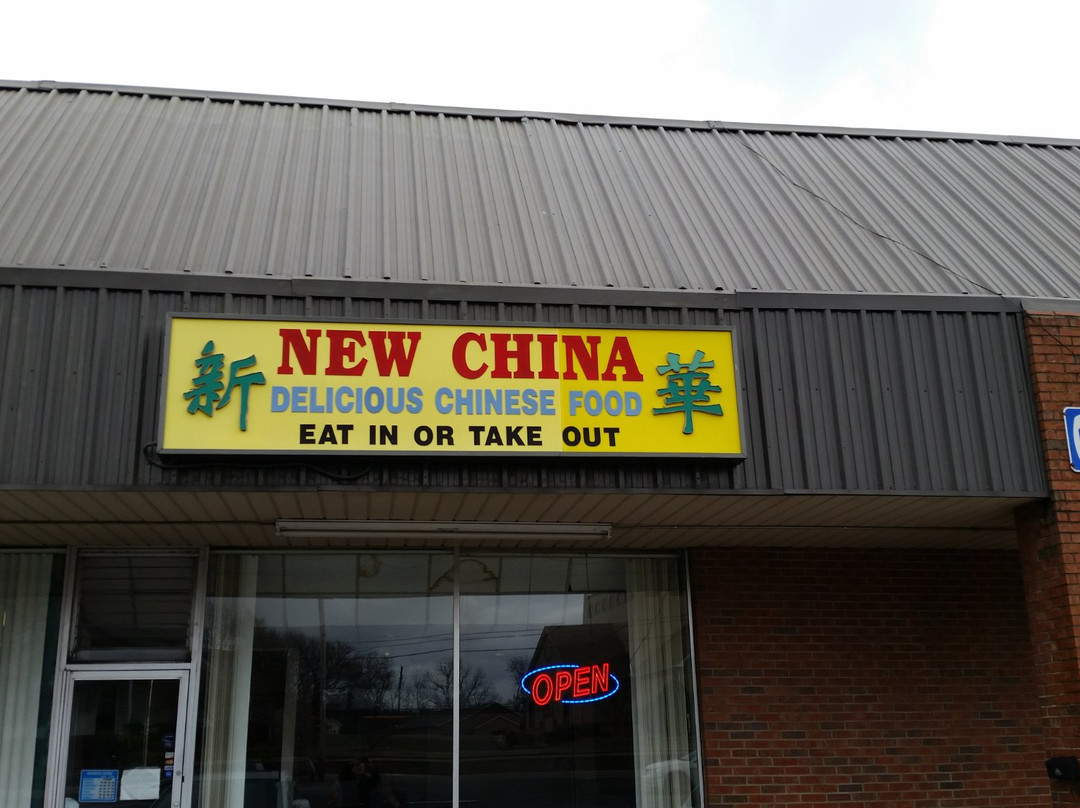 新 NEW CHINA 華
DELICIOUS CHINESE FOOD
EAT IN OR TAKE OUT
OPEN